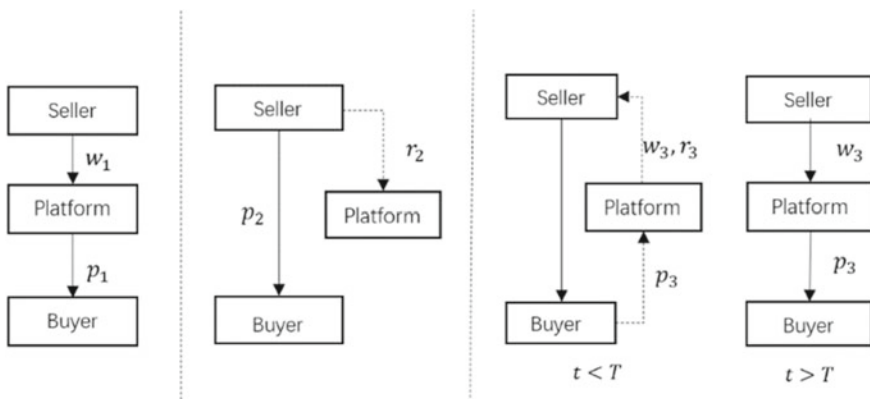 Seller
w₁
Platform
p₁
Buyer
Seller
r₂
p₂
Platform
Buyer
Seller
w₃, r₃
Platform
p₃
Buyer
t < T
Seller
w₃
Platform
p₃
Buyer
t > T